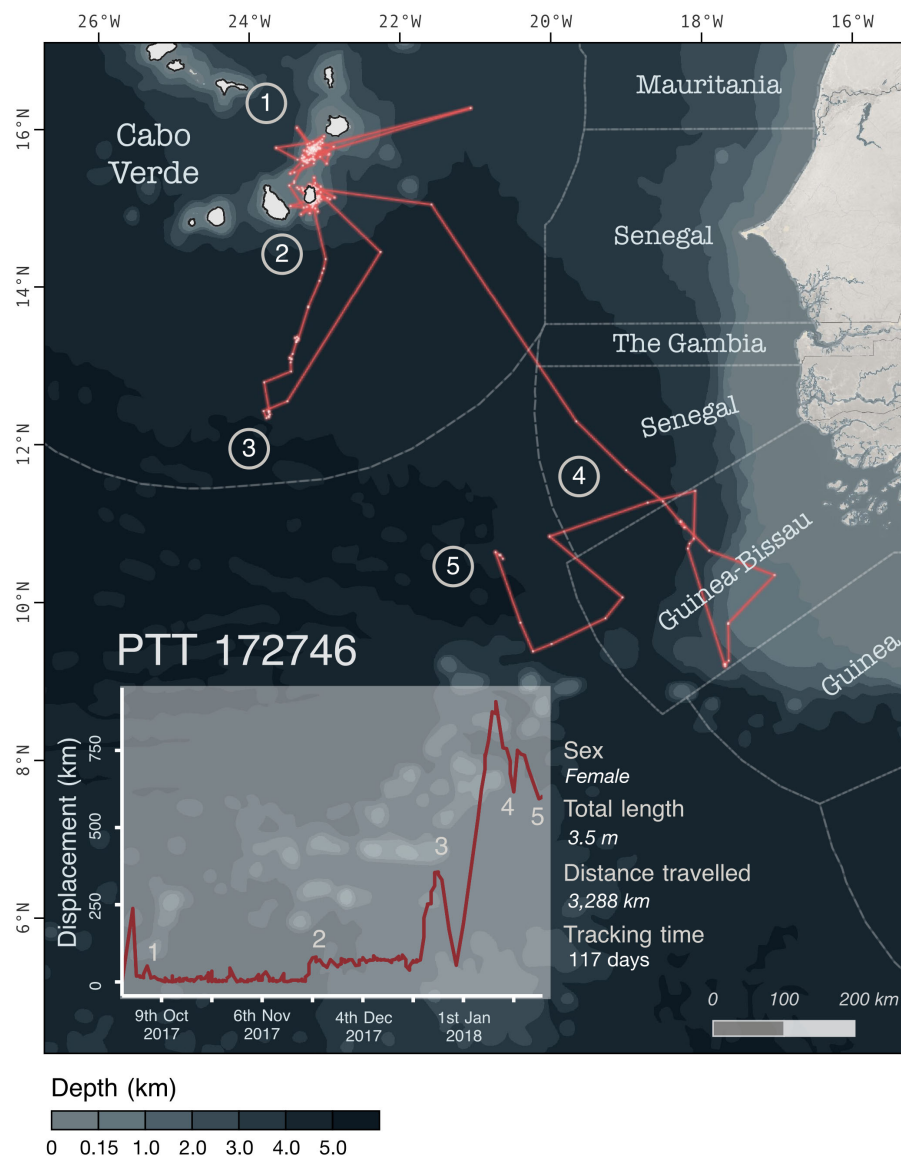 26°W 24°W 22°W 20°W 18°W 16°W
16°N
14°N
12°N
10°N
8°N
6°N
Mauritania
1
Cabo
Verde
Senegal
2
The Gambia
Senegal
3
4
Guinea-Bissau
5
Guinea
PTT 172746
Displacement (km)
750
500
250
0
1
2
3
4
5
9th Oct
2017
6th Nov
2017
4th Dec
2017
1st Jan
2018
Sex
Female
Total length
3.5 m
Distance travelled
3,288 km
Tracking time
117 days
0 100 200 km
Depth (km)
0 0.15 1.0 2.0 3.0 4.0 5.0